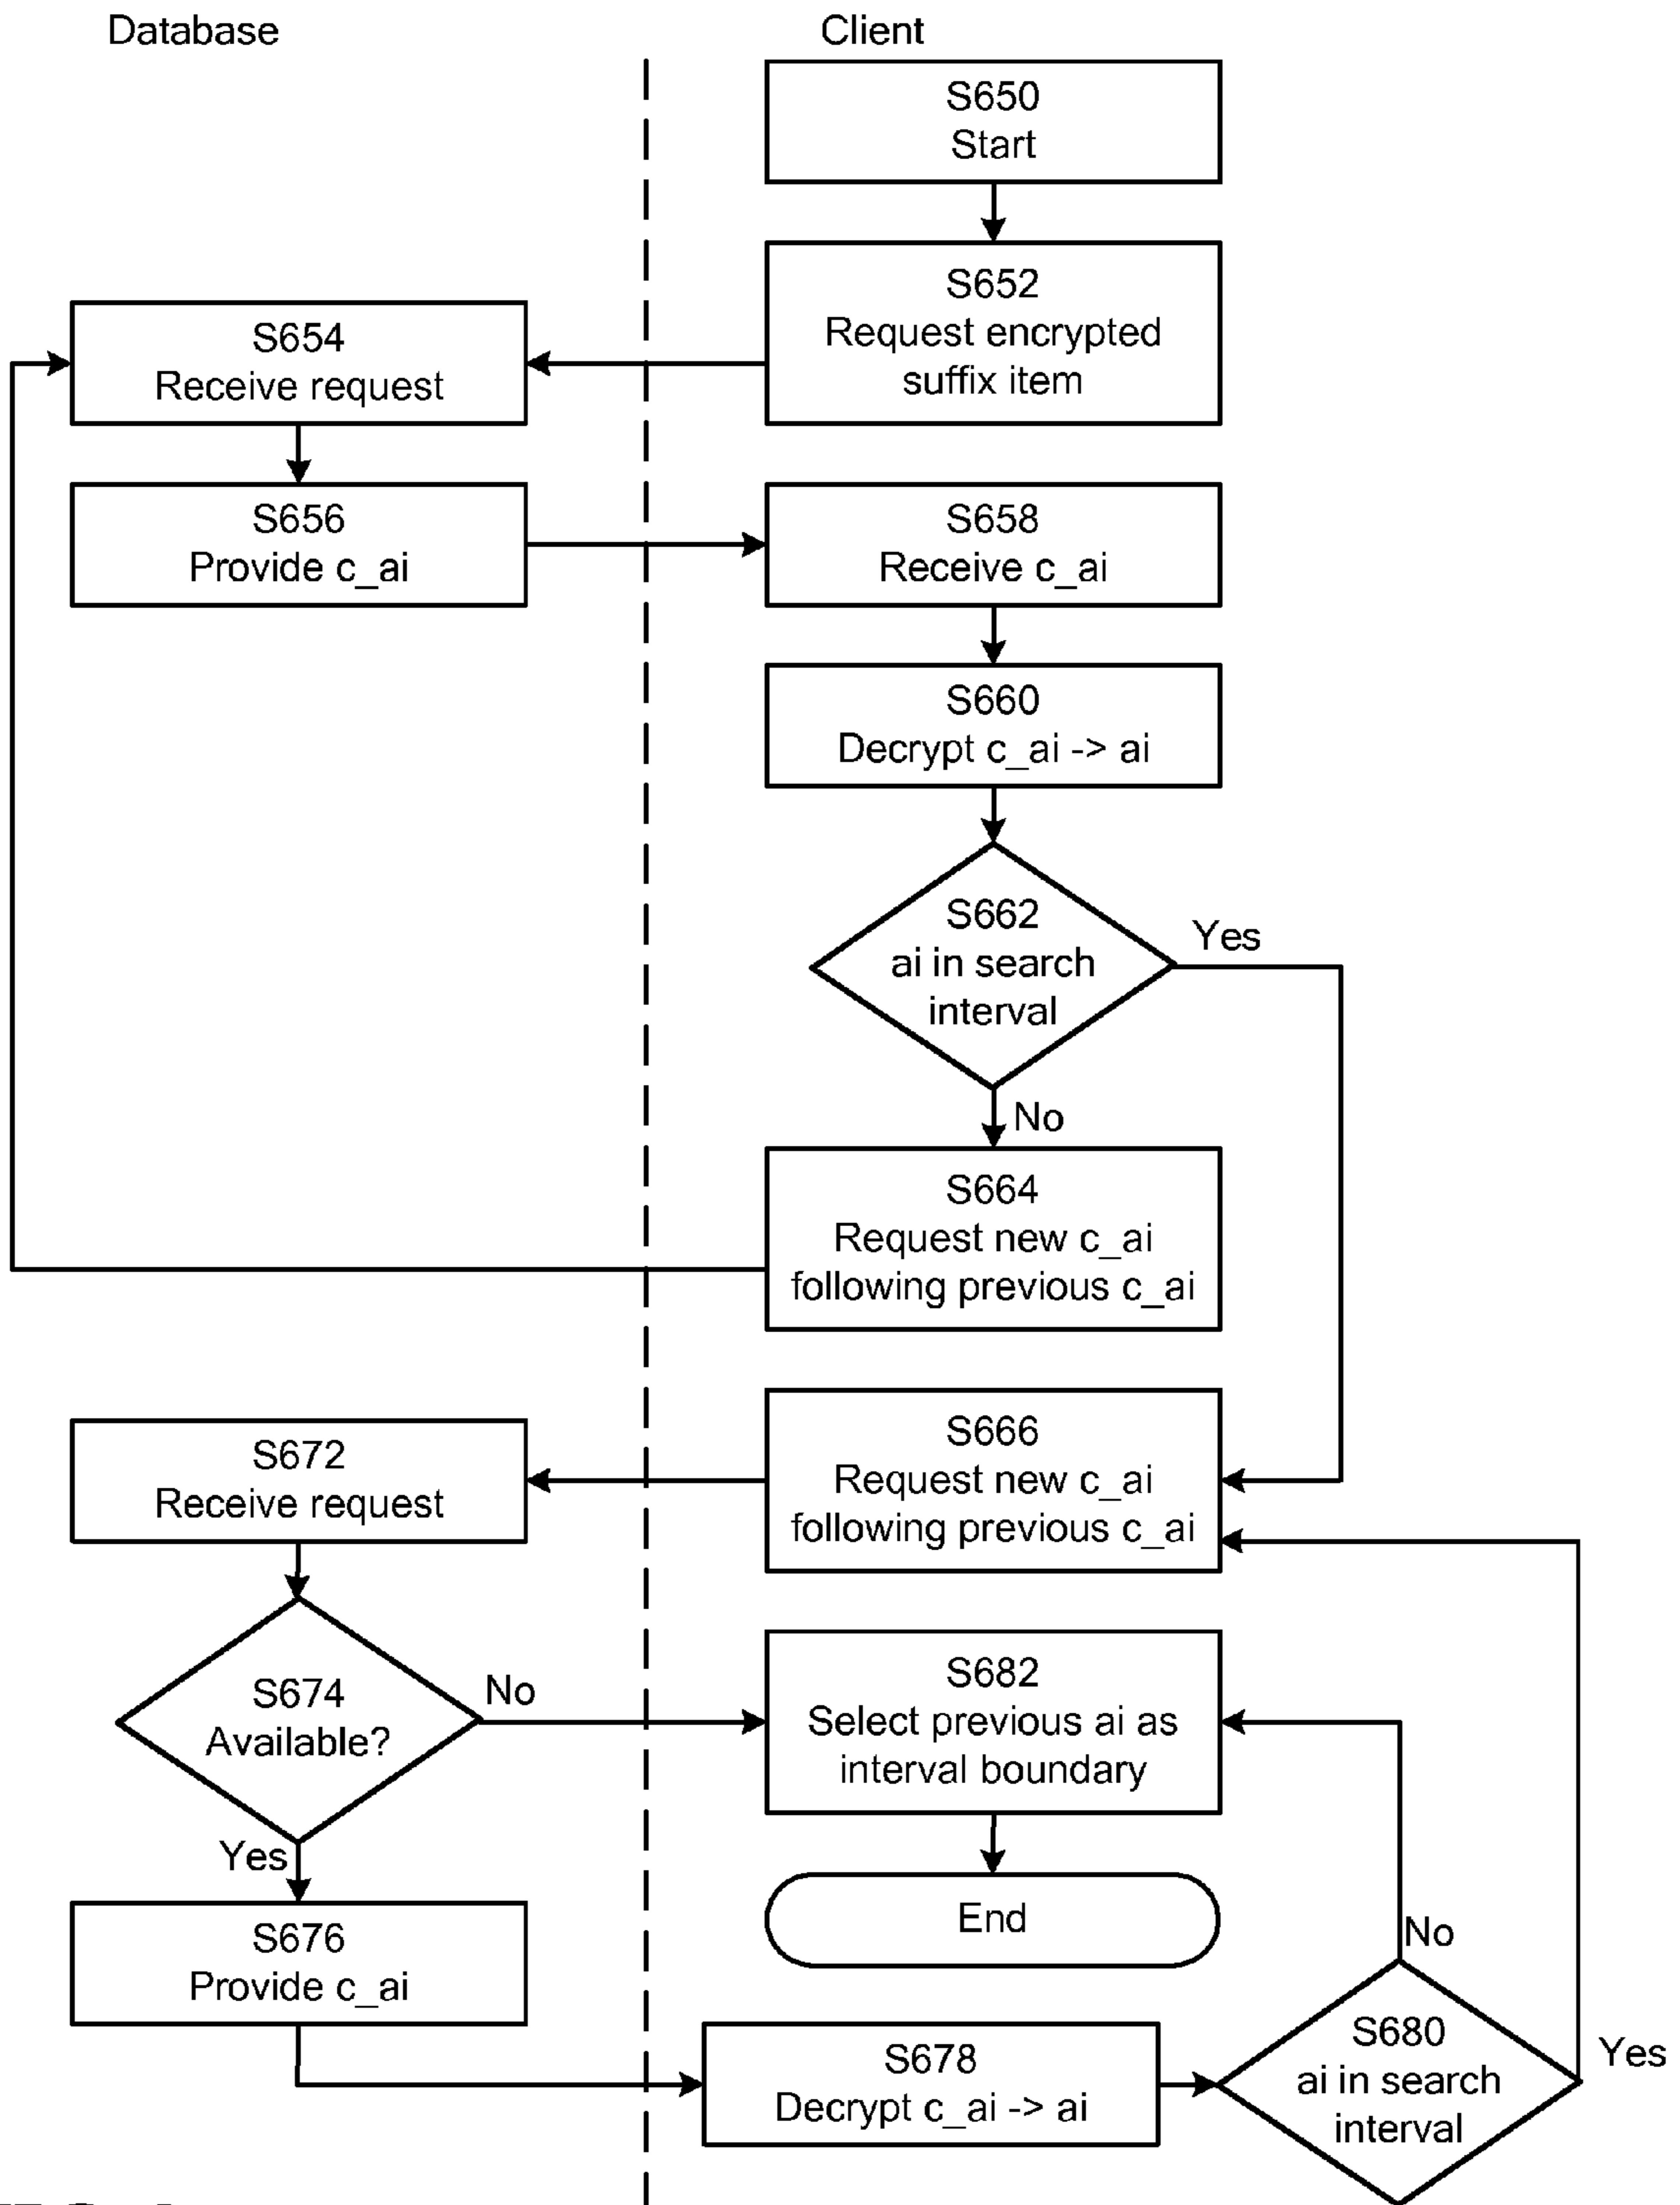 Database
Client
S650
Start
S652
Request encrypted
suffix item
S654
Receive request
S656
Provide c_ai
S658
Receive c_ai
S660
Decrypt c_ai -> ai
S662
ai in search
interval
Yes
No
S664
Request new c_ai
following previous c_ai
S666
Request new c_ai
following previous c_ai
S672
Receive request
S674
Available?
No
Yes
S682
Select previous ai as
interval boundary
End
S676
Provide c_ai
S678
Decrypt c_ai -> ai
No
S680
ai in search
interval
Yes